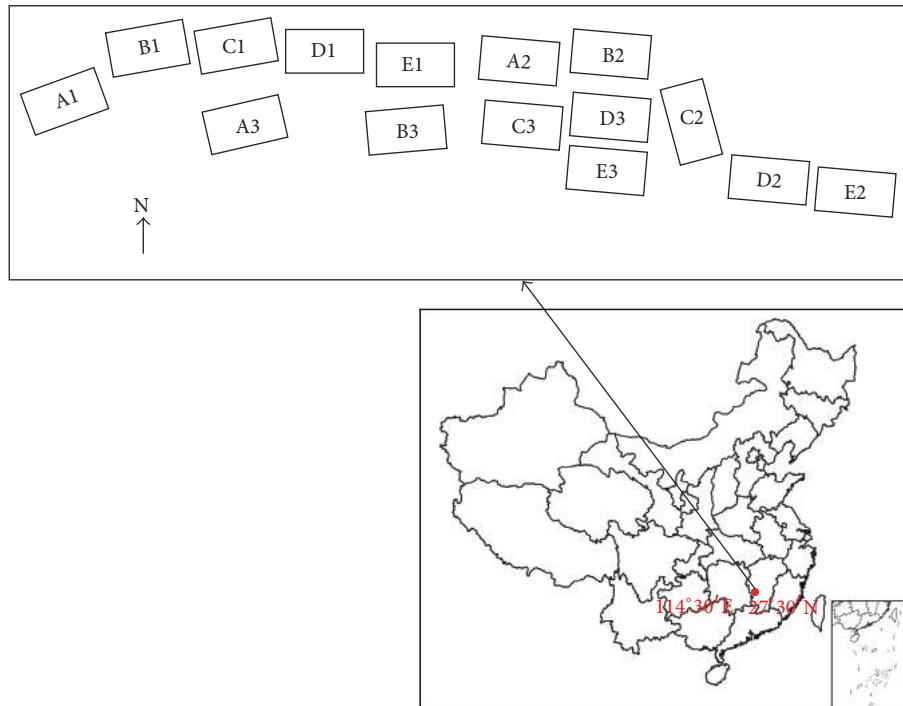 B1 C1 D1 E1 A2 B2
A1 A3 B3 C3 D3 C2
E3 D2 E2
N
114°30′E 27°30′N